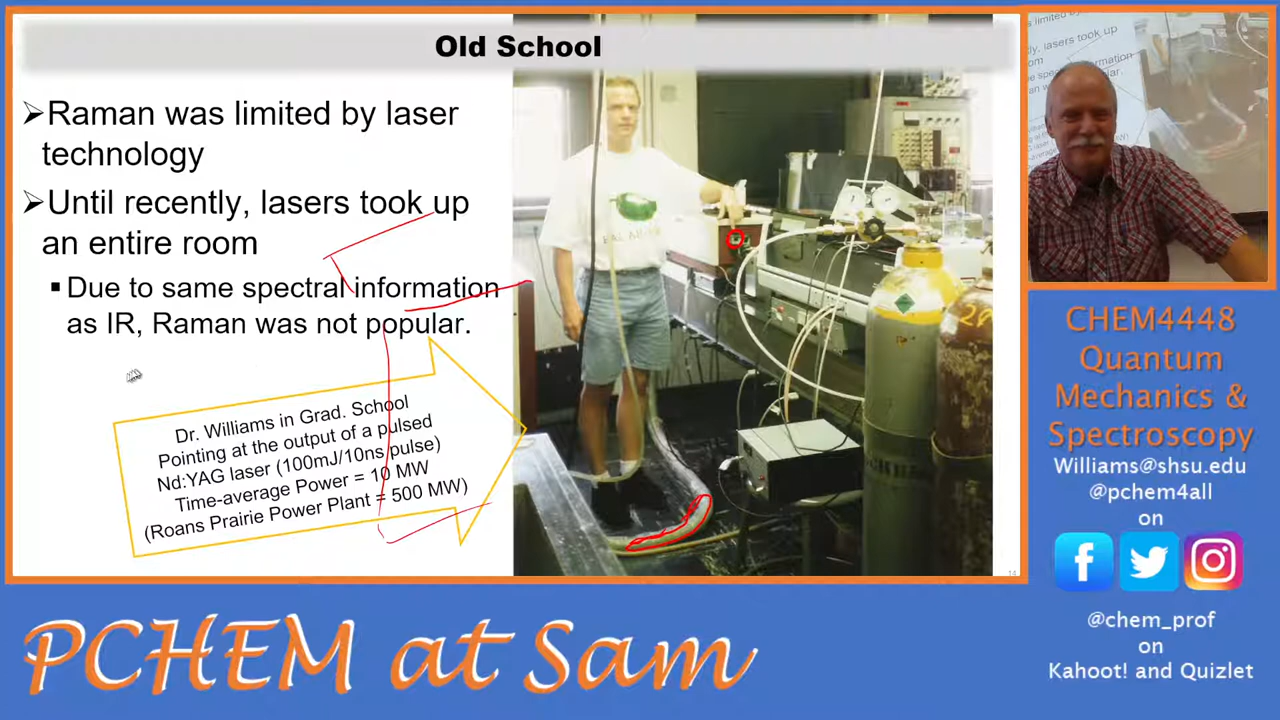 Old School
⮚Raman was limited by laser
technology
⮚Until recently, lasers took up
an entire room
▪Due to same spectral information
as IR, Raman was not popular.
Dr. Williams in Grad. School
Pointing at the output of a pulsed
Nd:YAG laser (100mJ/10ns pulse)
Time-average Power = 10 MW
(Roans Prairie Power Plant = 500 MW)
14
CHEM4448
Quantum
Mechanics &
Spectroscopy
Williams@shsu.edu
@pchem4all
on
@chem_prof
on
Kahoot! and Quizlet
PCHEM at Sam